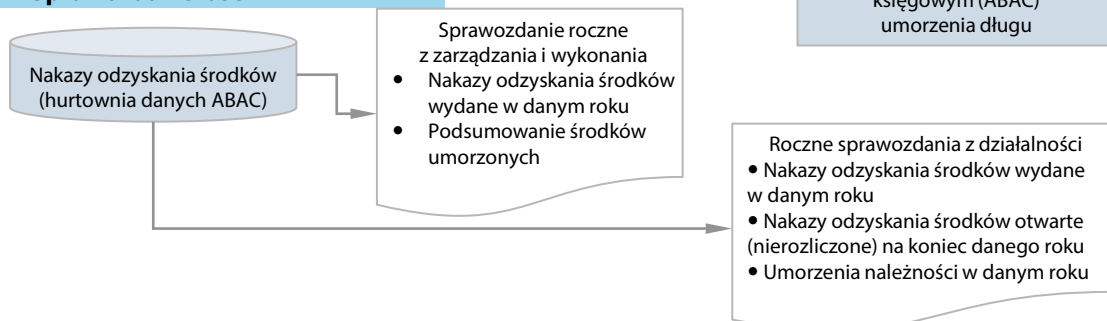 księgowym (ABAC)
umorzenia długu
Nakazy odzyskania środków
(hurtownia danych ABAC)
Sprawozdanie roczne
z zarządzania i wykonania
• Nakazy odzyskania środków
wydane w danym roku
• Podsumowanie środków
umorzonych
Roczne sprawozdania z działalności
• Nakazy odzyskania środków wydane
w danym roku
• Nakazy odzyskania środków otwarte
(nierozliczone) na koniec danego roku
• Umorzenia należności w danym roku